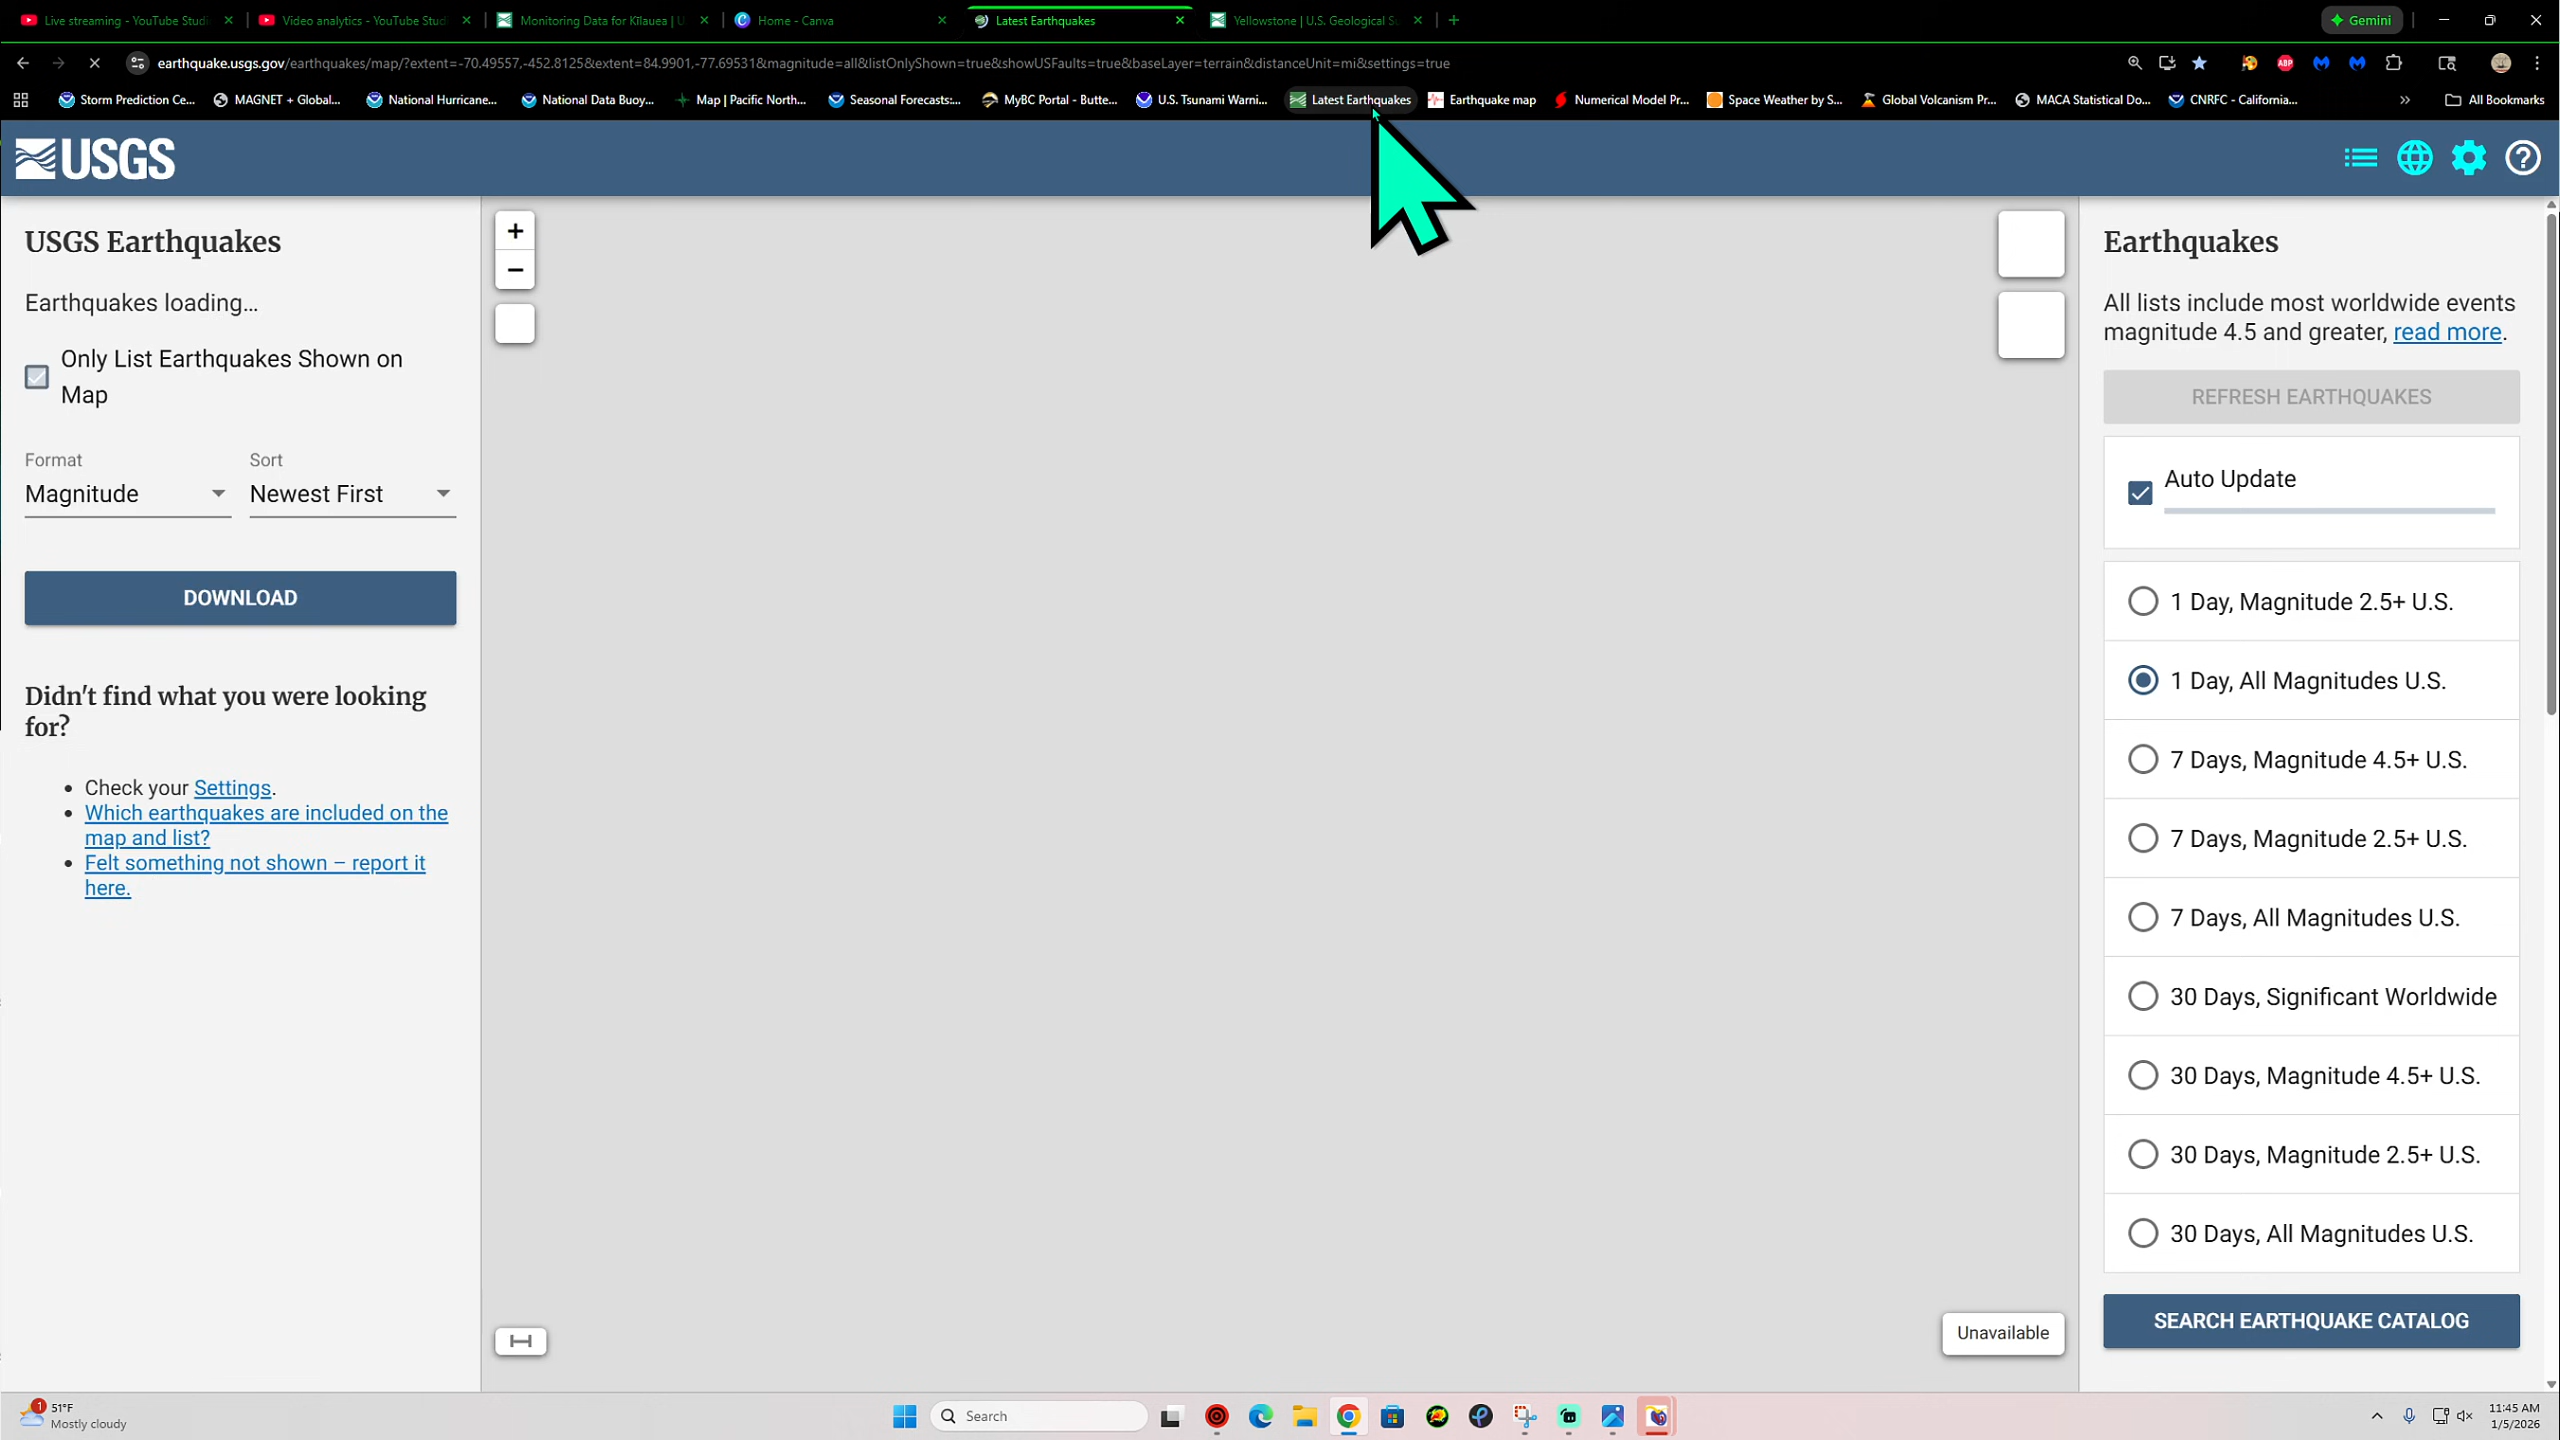 Live streaming - YouTube Studi
Video analytics - YouTube Studi
Monitoring Data for Kīlauea | U
Home - Canva
Latest Earthquakes
Yellowstone | U.S. Geological S
Gemini
earthquake.usgs.gov/earthquakes/map/?extent=-70.49557,-452.8125&extent=84.9901,-77.69531&magnitude=all&listOnlyShown=true&showUSFaults=true&baseLayer=terrain&distanceUnit=mi&settings=true
ABP
Storm Prediction Ce...
MAGNET + Global...
National Hurricane...
National Data Buoy...
Map | Pacific North...
Seasonal Forecasts:...
MyBC Portal - Butte...
U.S. Tsunami Warni...
Latest Earthquakes
Earthquake map
Numerical Model Pr...
Space Weather by S...
Global Volcanism Pr...
MACA Statistical Do...
CNRFC - California...
All Bookmarks
USGS
USGS Earthquakes
Earthquakes loading...
Only List Earthquakes Shown on
Map
Format
Sort
Magnitude
Newest First
DOWNLOAD
Didn't find what you were looking
for?
Check your Settings.
Which earthquakes are included on the
map and list?
Felt something not shown – report it
here.
+
−
Unavailable
Earthquakes
All lists include most worldwide events
magnitude 4.5 and greater, read more.
REFRESH EARTHQUAKES
Auto Update
1 Day, Magnitude 2.5+ U.S.
1 Day, All Magnitudes U.S.
7 Days, Magnitude 4.5+ U.S.
7 Days, Magnitude 2.5+ U.S.
7 Days, All Magnitudes U.S.
30 Days, Significant Worldwide
30 Days, Magnitude 4.5+ U.S.
30 Days, Magnitude 2.5+ U.S.
30 Days, All Magnitudes U.S.
SEARCH EARTHQUAKE CATALOG
1
51°F
Mostly cloudy
Search
11:45 AM
1/5/2026